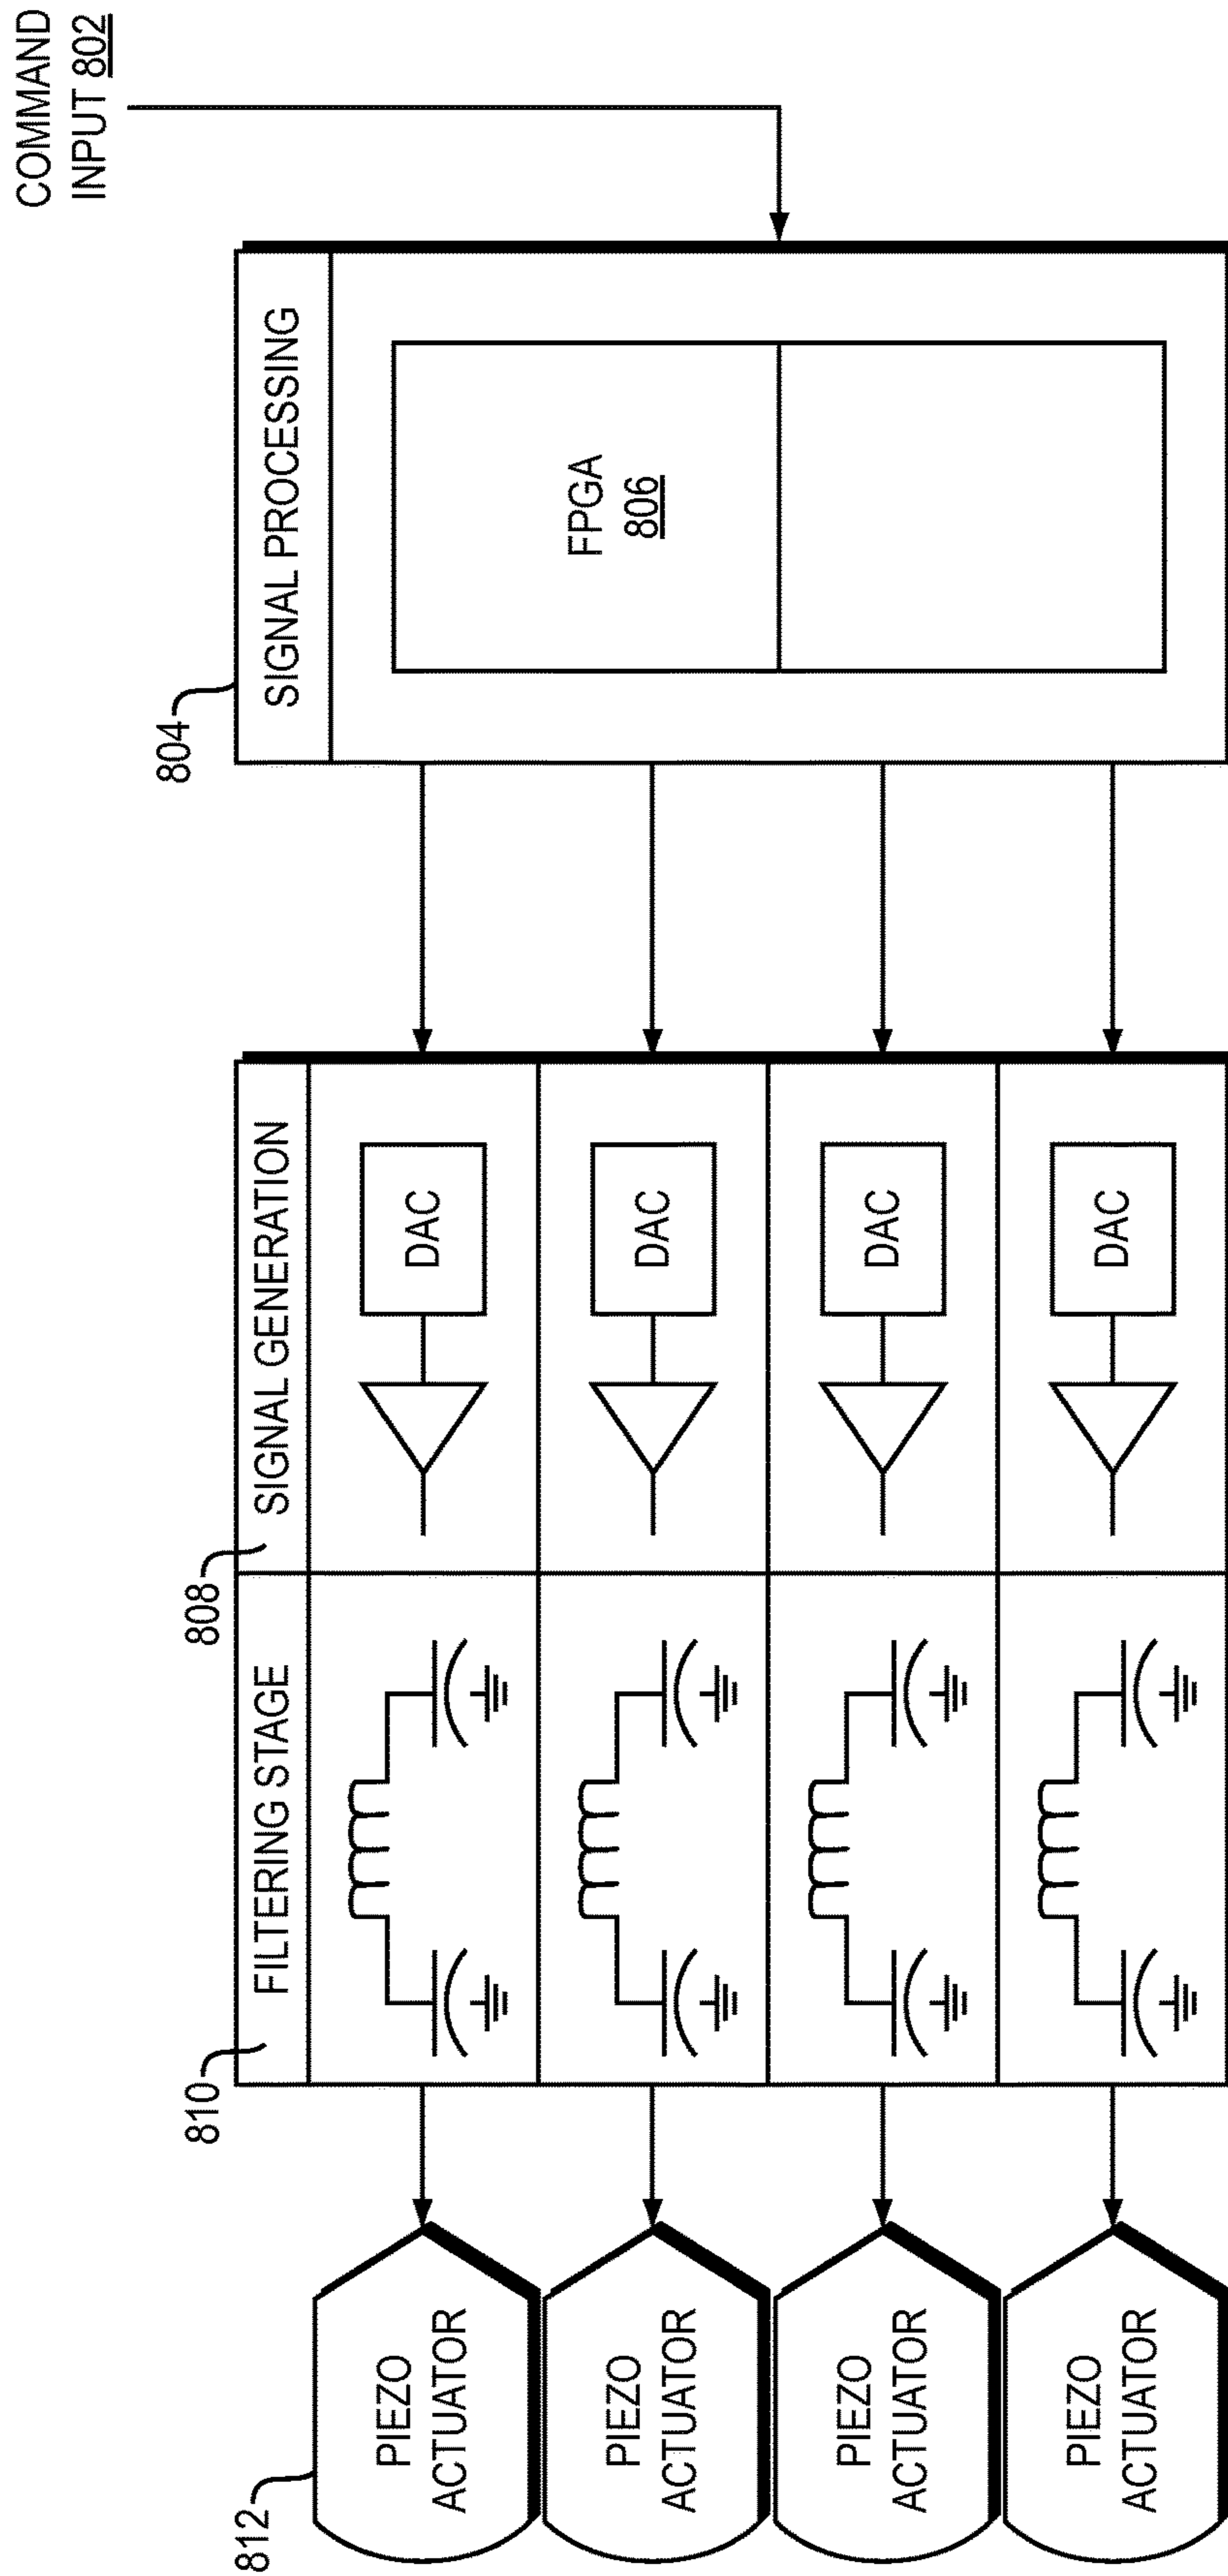 COMMAND
INPUT 802
804
SIGNAL PROCESSING
FPGA
806
808
SIGNAL GENERATION
DAC
DAC
DAC
DAC
810
FILTERING STAGE
812
PIEZO
ACTUATOR
PIEZO
ACTUATOR
PIEZO
ACTUATOR
PIEZO
ACTUATOR